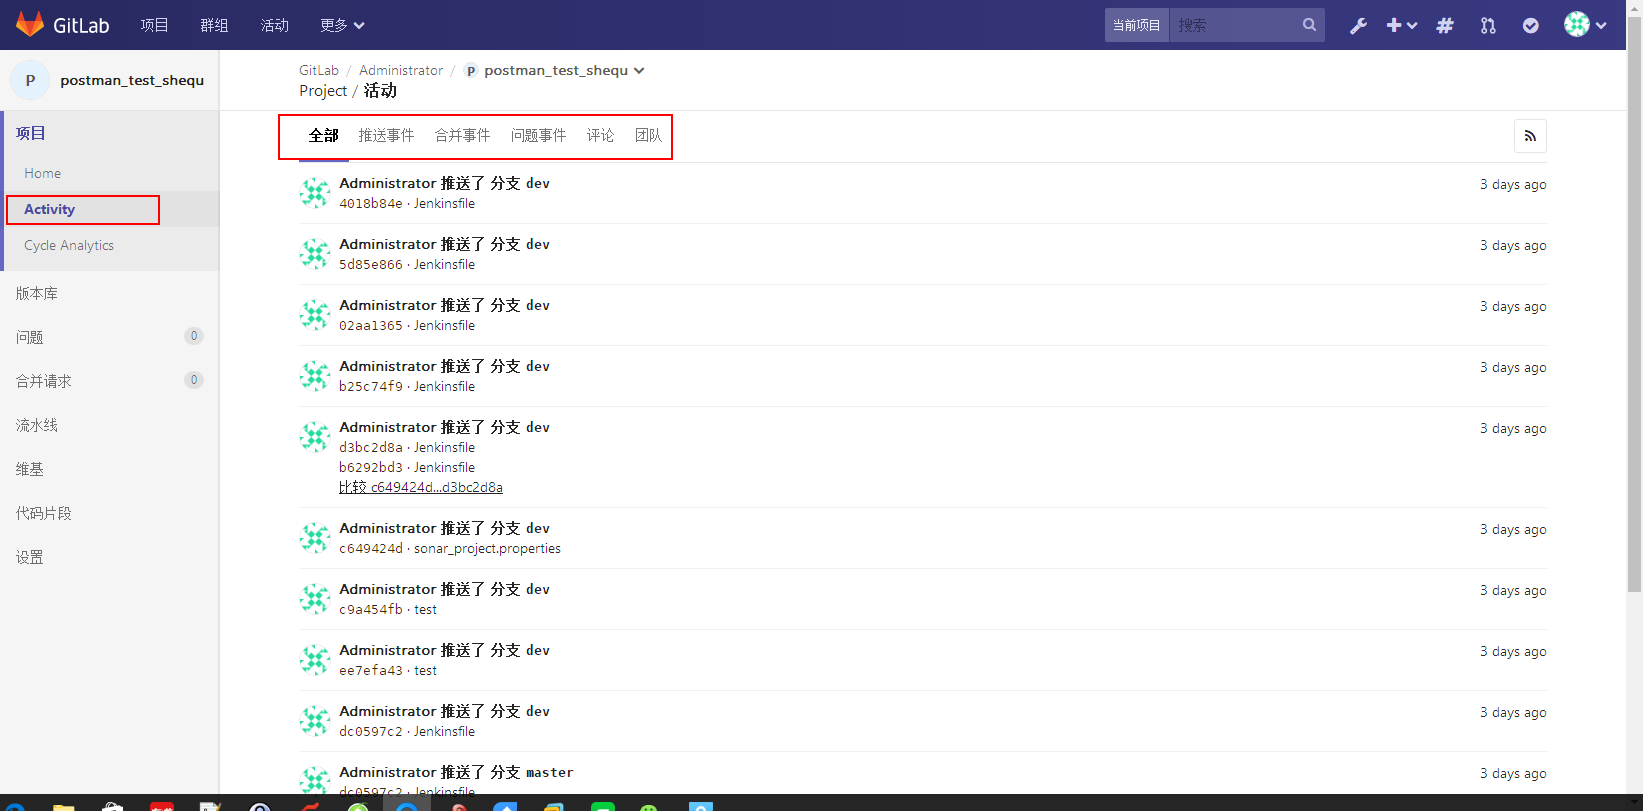 GitLab 项目 群组 活动 更多 当前项目 搜索
P postman_test_shequ
项目
Home
Activity
Cycle Analytics
版本库
问题 0
合并请求 0
流水线
维基
代码片段
设置
GitLab / Administrator / P postman_test_shequ
Project / 活动
全部 推送事件 合并事件 问题事件 评论 团队
Administrator 推送了 分支 dev 3 days ago
4018b84e · Jenkinsfile
Administrator 推送了 分支 dev 3 days ago
5d85e866 · Jenkinsfile
Administrator 推送了 分支 dev 3 days ago
02aa1365 · Jenkinsfile
Administrator 推送了 分支 dev 3 days ago
b25c74f9 · Jenkinsfile
Administrator 推送了 分支 dev 3 days ago
d3bc2d8a · Jenkinsfile
b6292bd3 · Jenkinsfile
比较 c649424d...d3bc2d8a
Administrator 推送了 分支 dev 3 days ago
c649424d · sonar_project.properties
Administrator 推送了 分支 dev 3 days ago
c9a454fb · test
Administrator 推送了 分支 dev 3 days ago
ee7efa43 · test
Administrator 推送了 分支 dev 3 days ago
dc0597c2 · Jenkinsfile
Administrator 推送了 分支 master 3 days ago
dc0597c2 · Jenkinsfile